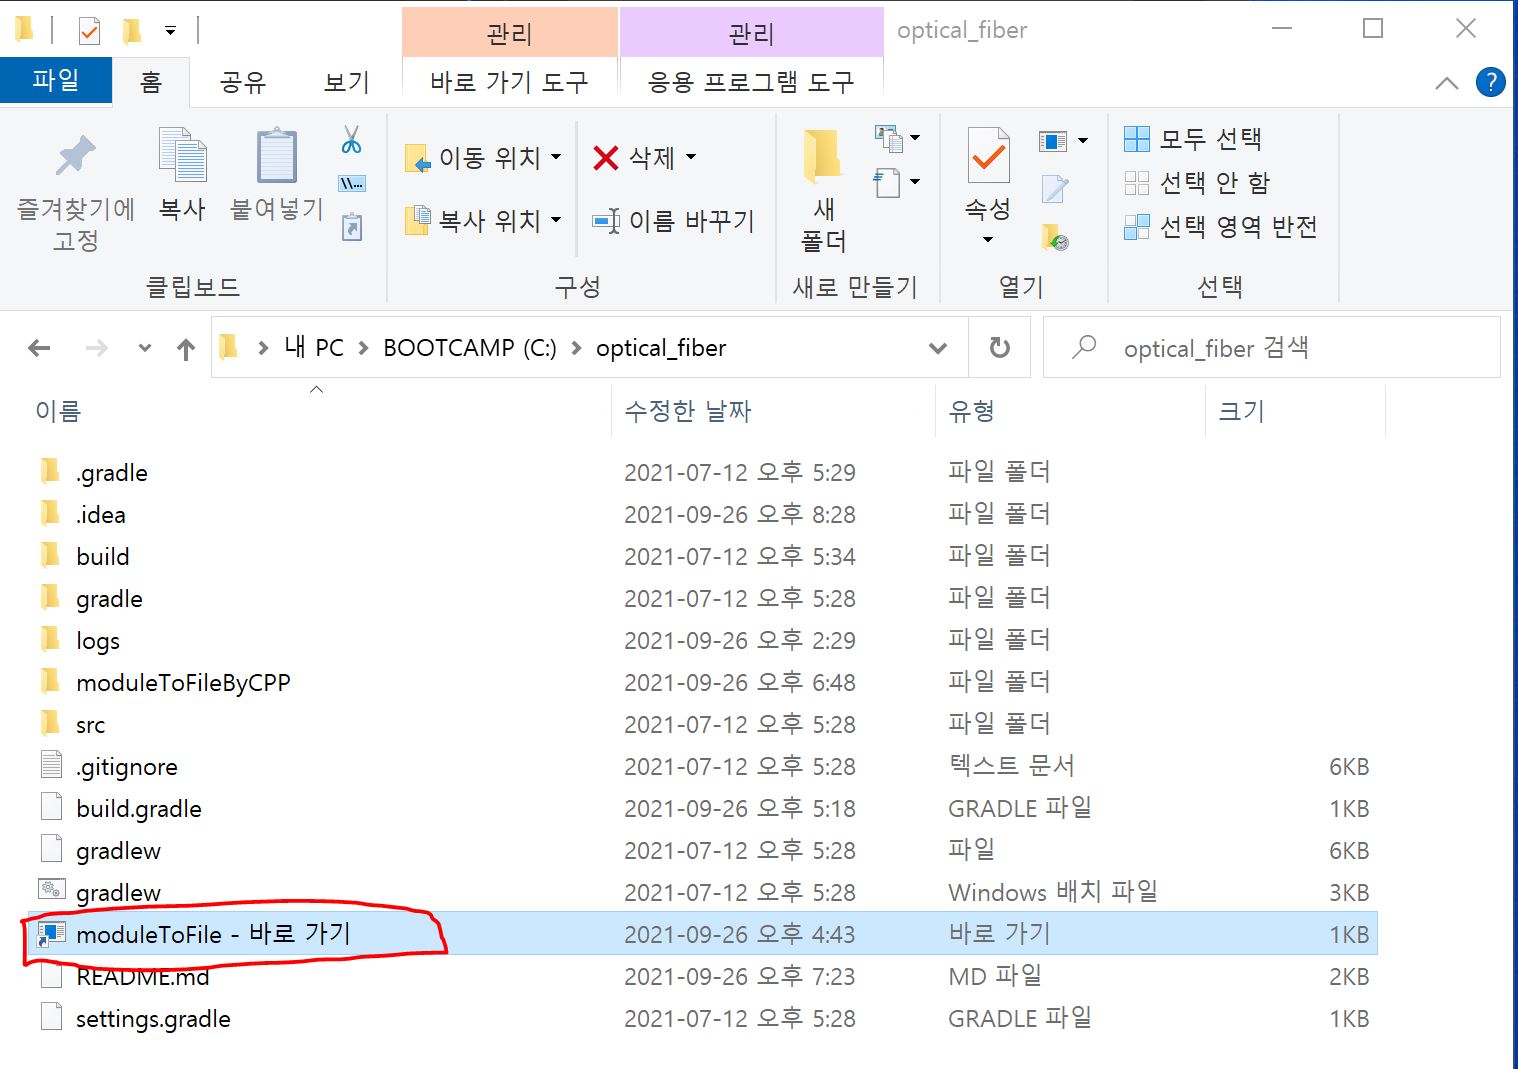 관리
관리
optical_fiber
파일
홈
공유
보기
바로 가기 도구
응용 프로그램 도구
?
즐겨찾기에
고정
복사
붙여넣기
\\...
클립보드
이동 위치
복사 위치
삭제
이름 바꾸기
구성
새
폴더
새로 만들기
속성
열기
모두 선택
선택 안 함
선택 영역 반전
선택
내 PC
BOOTCAMP (C:)
optical_fiber
optical_fiber 검색
이름 수정한 날짜 유형 크기
.gradle 2021-07-12 오후 5:29 파일 폴더
.idea 2021-09-26 오후 8:28 파일 폴더
build 2021-07-12 오후 5:34 파일 폴더
gradle 2021-07-12 오후 5:28 파일 폴더
logs 2021-09-26 오후 2:29 파일 폴더
moduleToFileByCPP 2021-09-26 오후 6:48 파일 폴더
src 2021-07-12 오후 5:28 파일 폴더
.gitignore 2021-07-12 오후 5:28 텍스트 문서 6KB
build.gradle 2021-09-26 오후 5:18 GRADLE 파일 1KB
gradlew 2021-07-12 오후 5:28 파일 6KB
gradlew 2021-07-12 오후 5:28 Windows 배치 파일 3KB
moduleToFile - 바로 가기 2021-09-26 오후 4:43 바로 가기 1KB
README.md 2021-09-26 오후 7:23 MD 파일 2KB
settings.gradle 2021-07-12 오후 5:28 GRADLE 파일 1KB